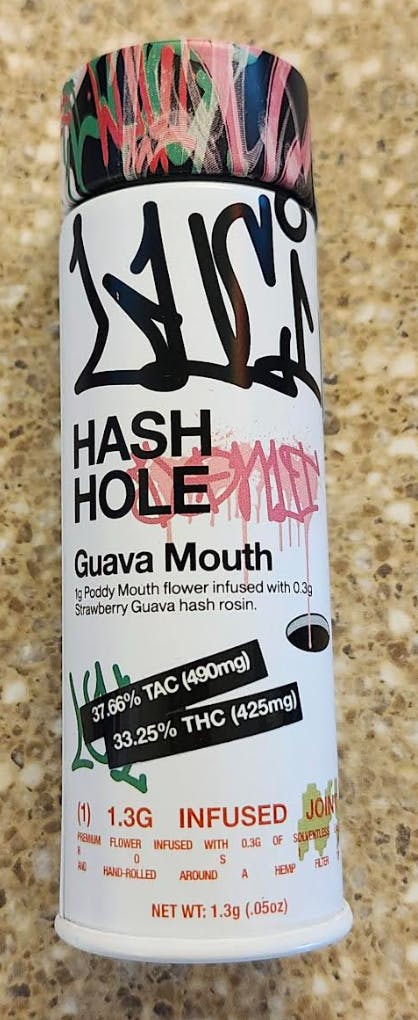 HASH
HOLE
Guava Mouth
1g Poddy Mouth flower infused with 0.3g
Strawberry Guava hash rosin.
37.66% TAC (490mg)
33.25% THC (425mg)
(1) 1.3G INFUSED JOINT
PREMIUM FLOWER INFUSED WITH 0.3G OF SOLVENTLESS
R O S
AND HAND-ROLLED AROUND A HEMP FILTER
NET WT: 1.3g (.05oz)